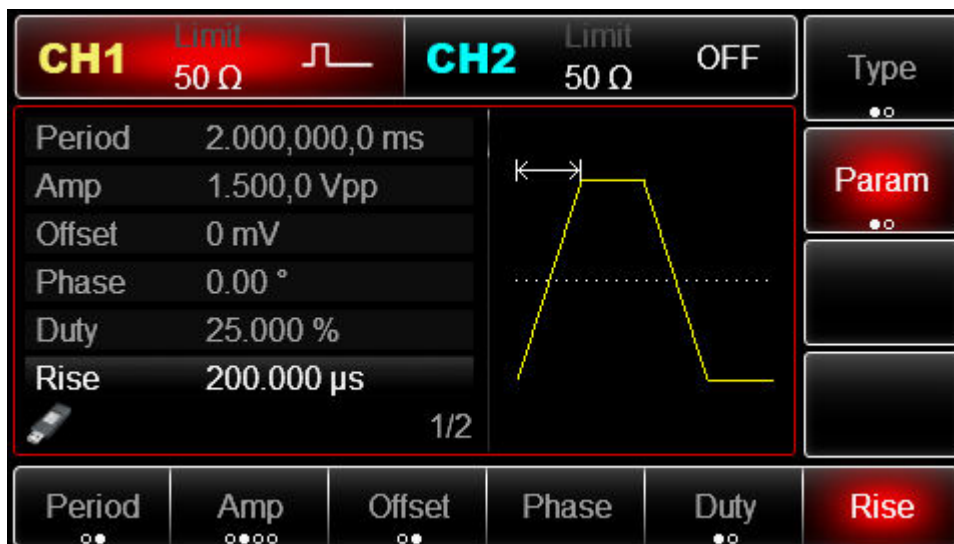 CH1 Limit 50 Ω
CH2 Limit 50 Ω OFF
Type
Period 2.000,000,0 ms
Amp 1.500,0 Vpp
Offset 0 mV
Phase 0.00 °
Duty 25.000 %
Rise 200.000 µs
1/2
Param
Period Amp Offset Phase Duty Rise